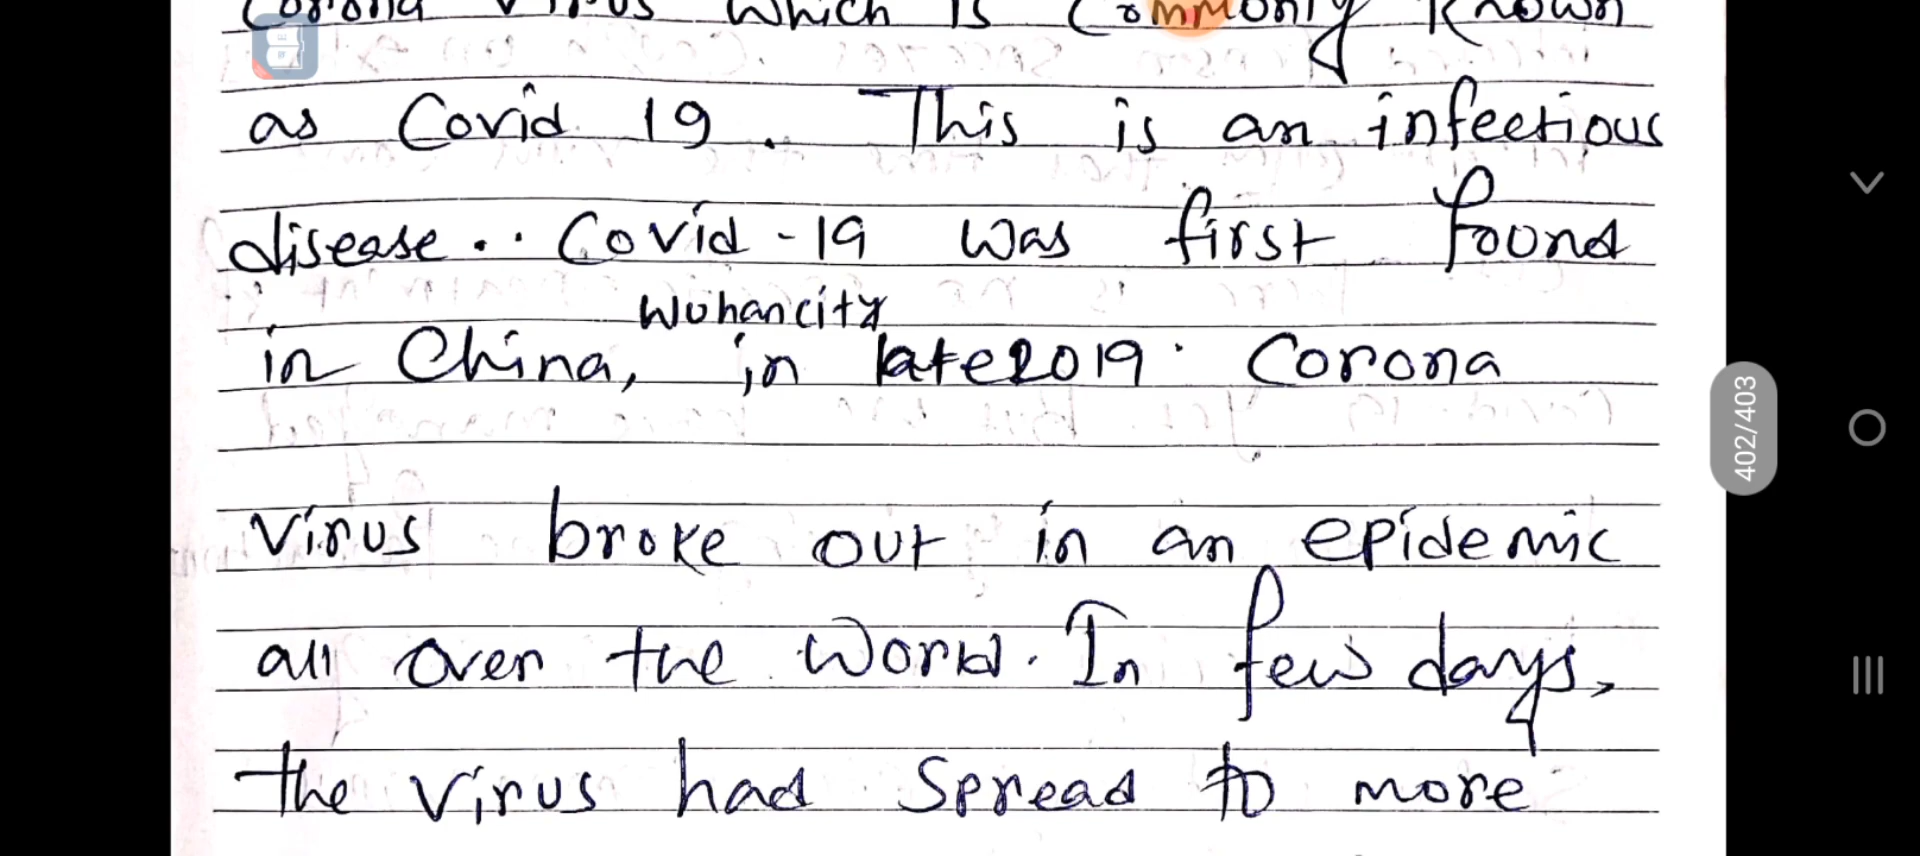 Corona Virus which is Commonly Known
as Covid 19. This is an infectious
disease.. Covid-19 was first found
Wuhancity
in China, in late2019. Corona
Virus broke out in an epidemic
all over the World. In few days,
the Virus had Spread to more
402/403